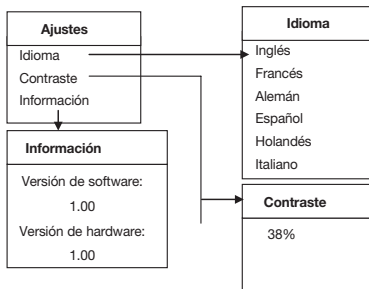 Ajustes
Idioma
Contraste
Información
Idioma
Inglés
Francés
Alemán
Español
Holandés
Italiano
Información
Versión de software:
1.00
Versión de hardware:
1.00
Contraste
38%